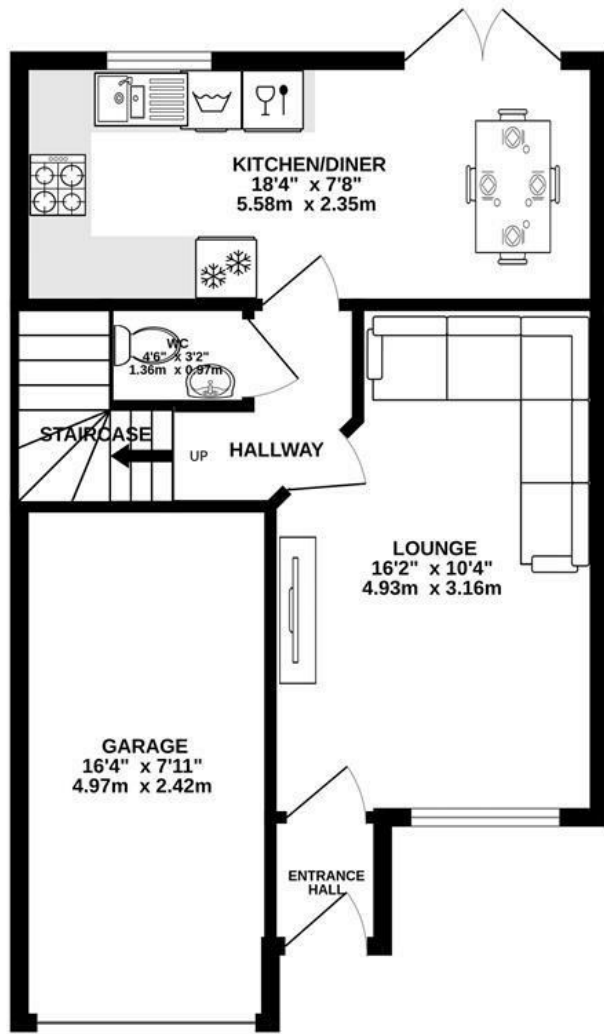 KITCHEN/DINER
18'4" x 7'8"
5.58m x 2.35m
WC
4'6" x 3'2"
1.36m x 0.97m
STAIRCASE
UP
HALLWAY
LOUNGE
16'2" x 10'4"
4.93m x 3.16m
GARAGE
16'4" x 7'11"
4.97m x 2.42m
ENTRANCE
HALL